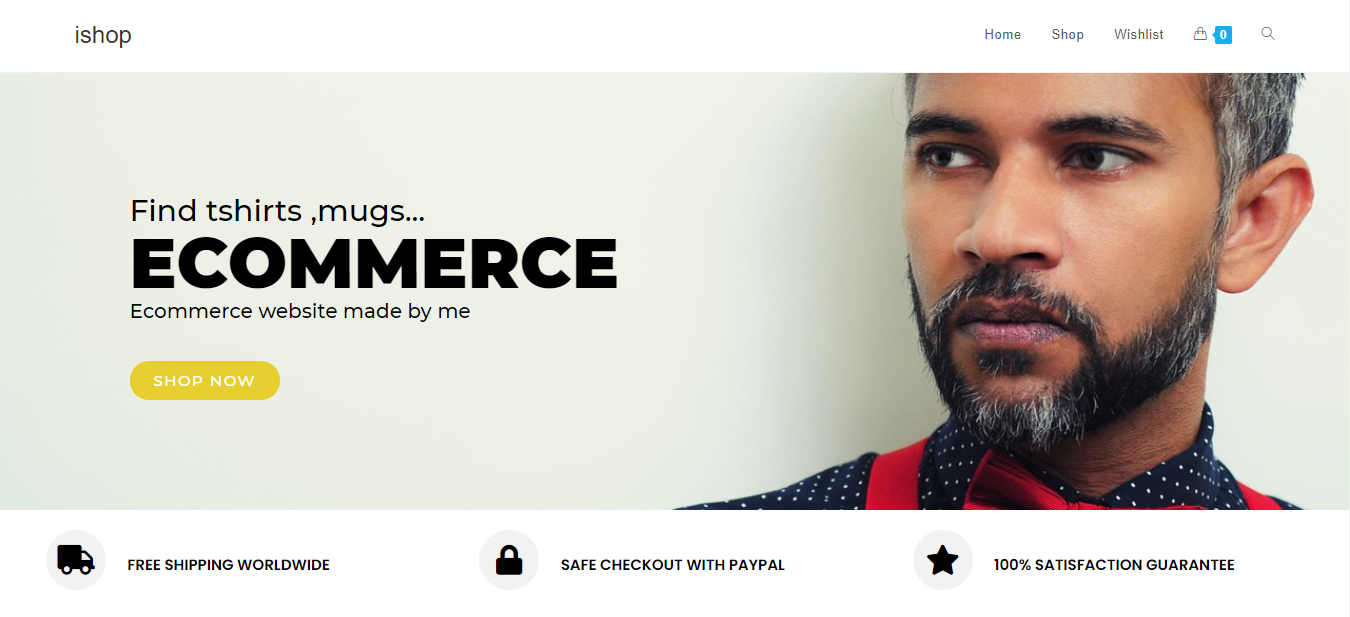 ishop
Home Shop Wishlist 0
Find tshirts ,mugs...
ECOMMERCE
Ecommerce website made by me
SHOP NOW
FREE SHIPPING WORLDWIDE
SAFE CHECKOUT WITH PAYPAL
100% SATISFACTION GUARANTEE